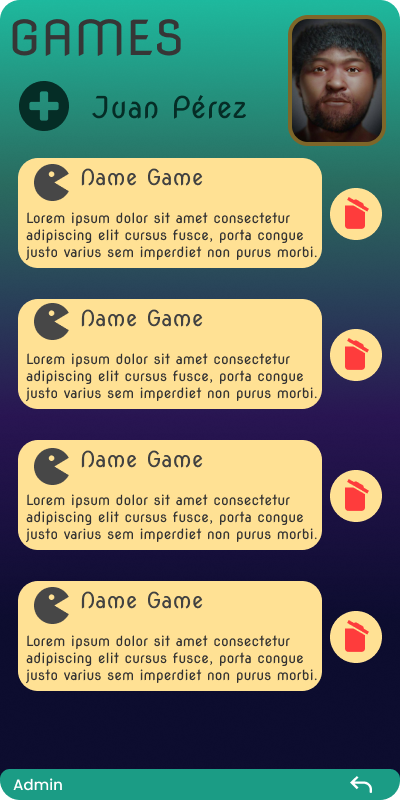 GAMES
Juan Pérez
Name Game
Lorem ipsum dolor sit amet consectetur
adipiscing elit cursus fusce, porta congue
justo varius sem imperdiet non purus morbi.
Name Game
Lorem ipsum dolor sit amet consectetur
adipiscing elit cursus fusce, porta congue
justo varius sem imperdiet non purus morbi.
Name Game
Lorem ipsum dolor sit amet consectetur
adipiscing elit cursus fusce, porta congue
justo varius sem imperdiet non purus morbi.
Name Game
Lorem ipsum dolor sit amet consectetur
adipiscing elit cursus fusce, porta congue
justo varius sem imperdiet non purus morbi.
Admin